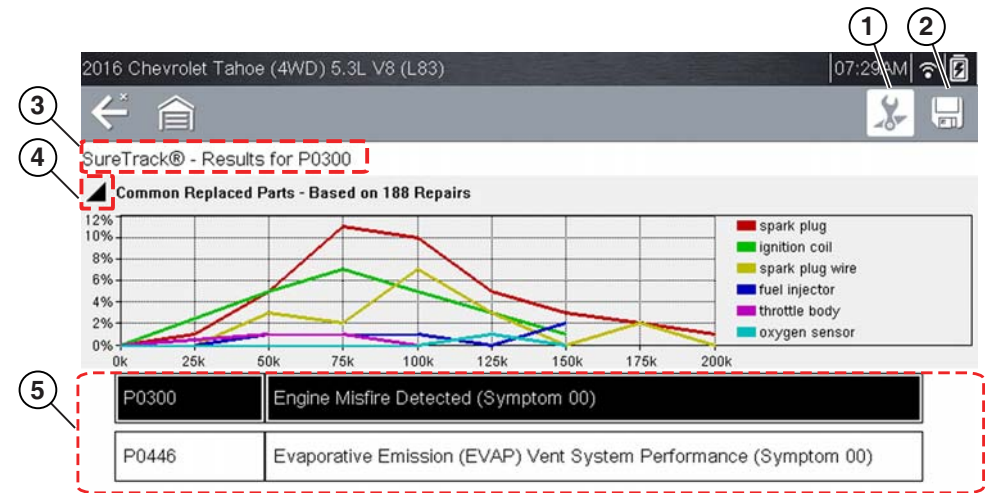 1 2
2016 Chevrolet Tahoe (4WD) 5.3L V8 (L83) 07:29AM
3
SureTrack® - Results for P0300
4
Common Replaced Parts - Based on 188 Repairs
12%
10%
8%
6%
4%
2%
0%
0K 25k 50k 75k 100k 125k 150k 175k 200k
spark plug
ignition coil
spark plug wire
fuel injector
throttle body
oxygen sensor
5
P0300 Engine Misfire Detected (Symptom 00)
P0446 Evaporative Emission (EVAP) Vent System Performance (Symptom 00)